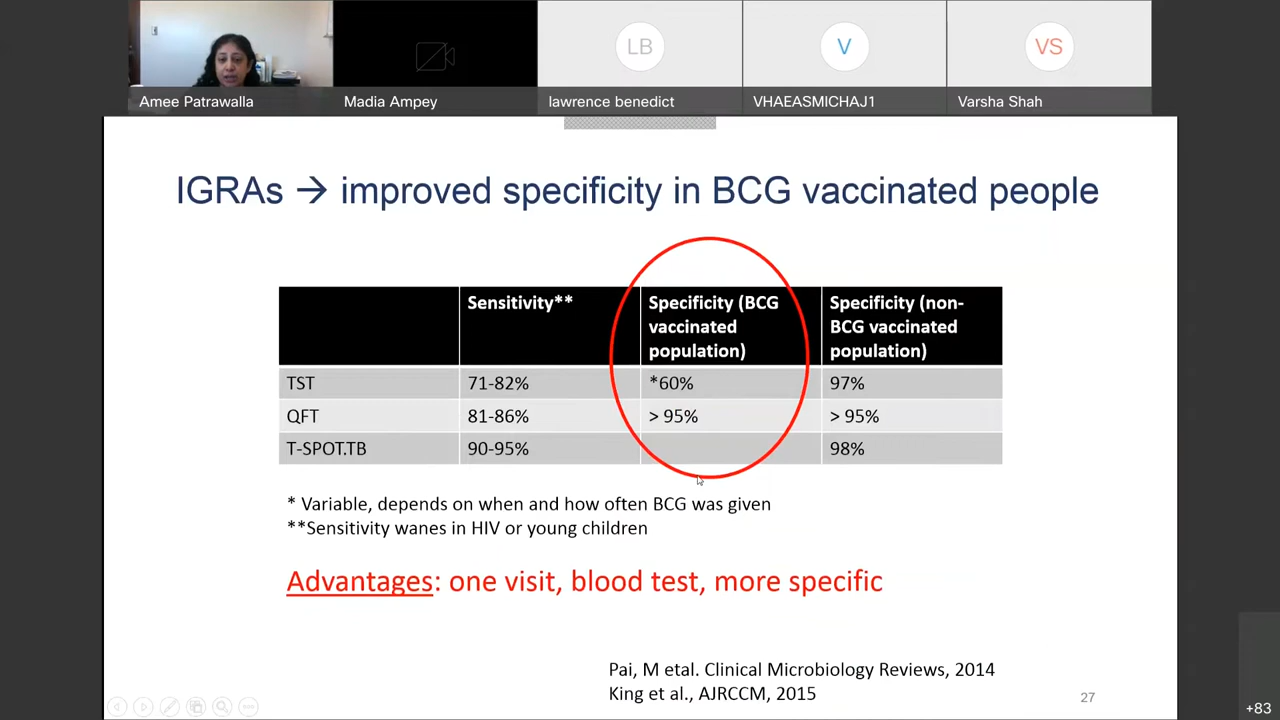 LB
V
VS
Amee Patrawalla
Madia Ampey
lawrence benedict
VHAEASMICHAJ1
Varsha Shah
IGRAs → improved specificity in BCG vaccinated people
Sensitivity**
Specificity (BCG
vaccinated
population)
Specificity (non-
BCG vaccinated
population)
TST
71-82%
*60%
97%
QFT
81-86%
> 95%
> 95%
T-SPOT.TB
90-95%
98%
* Variable, depends on when and how often BCG was given
**Sensitivity wanes in HIV or young children
Advantages: one visit, blood test, more specific
Pai, M etal. Clinical Microbiology Reviews, 2014
King et al., AJRCCM, 2015
27
+83